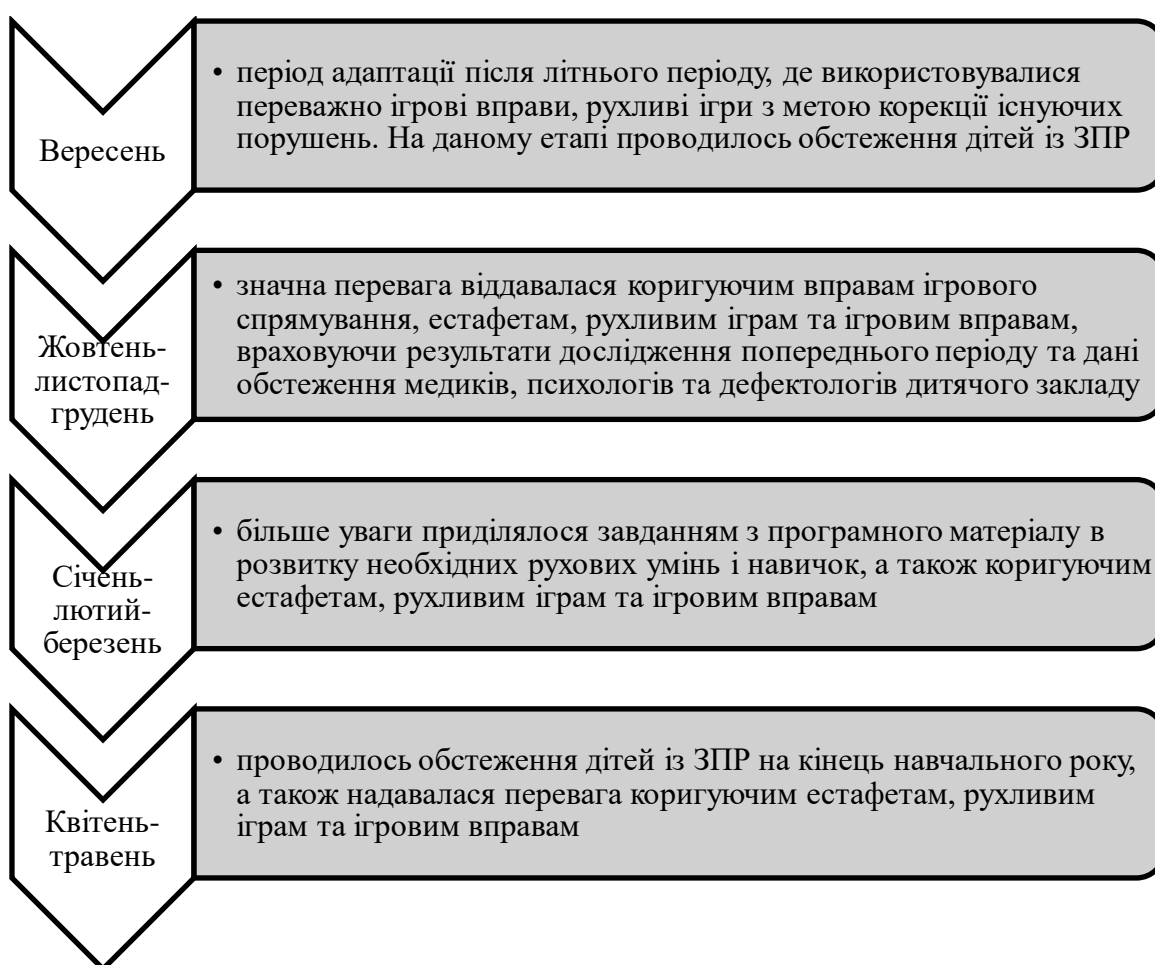 Вересень
• період адаптації після літнього періоду, де використовувалися
переважно ігрові вправи, рухливі ігри з метою корекції існуючих
порушень. На даному етапі проводилось обстеження дітей із ЗПР
Жовтень-
листопад-
грудень
• значна перевага віддавалася коригуючим вправам ігрового
спрямування, естафетам, рухливим іграм та ігровим вправам,
враховуючи результати дослідження попереднього періоду та дані
обстеження медиків, психологів та дефектологів дитячого закладу
Січень-
лютий-
березень
• більше уваги приділялося завданням з програмного матеріалу в
розвитку необхідних рухових умінь і навичок, а також коригуючим
естафетам, рухливим іграм та ігровим вправам
Квітень-
травень
• проводилось обстеження дітей із ЗПР на кінець навчального року,
а також надавалася перевага коригуючим естафетам, рухливим
іграм та ігровим вправам